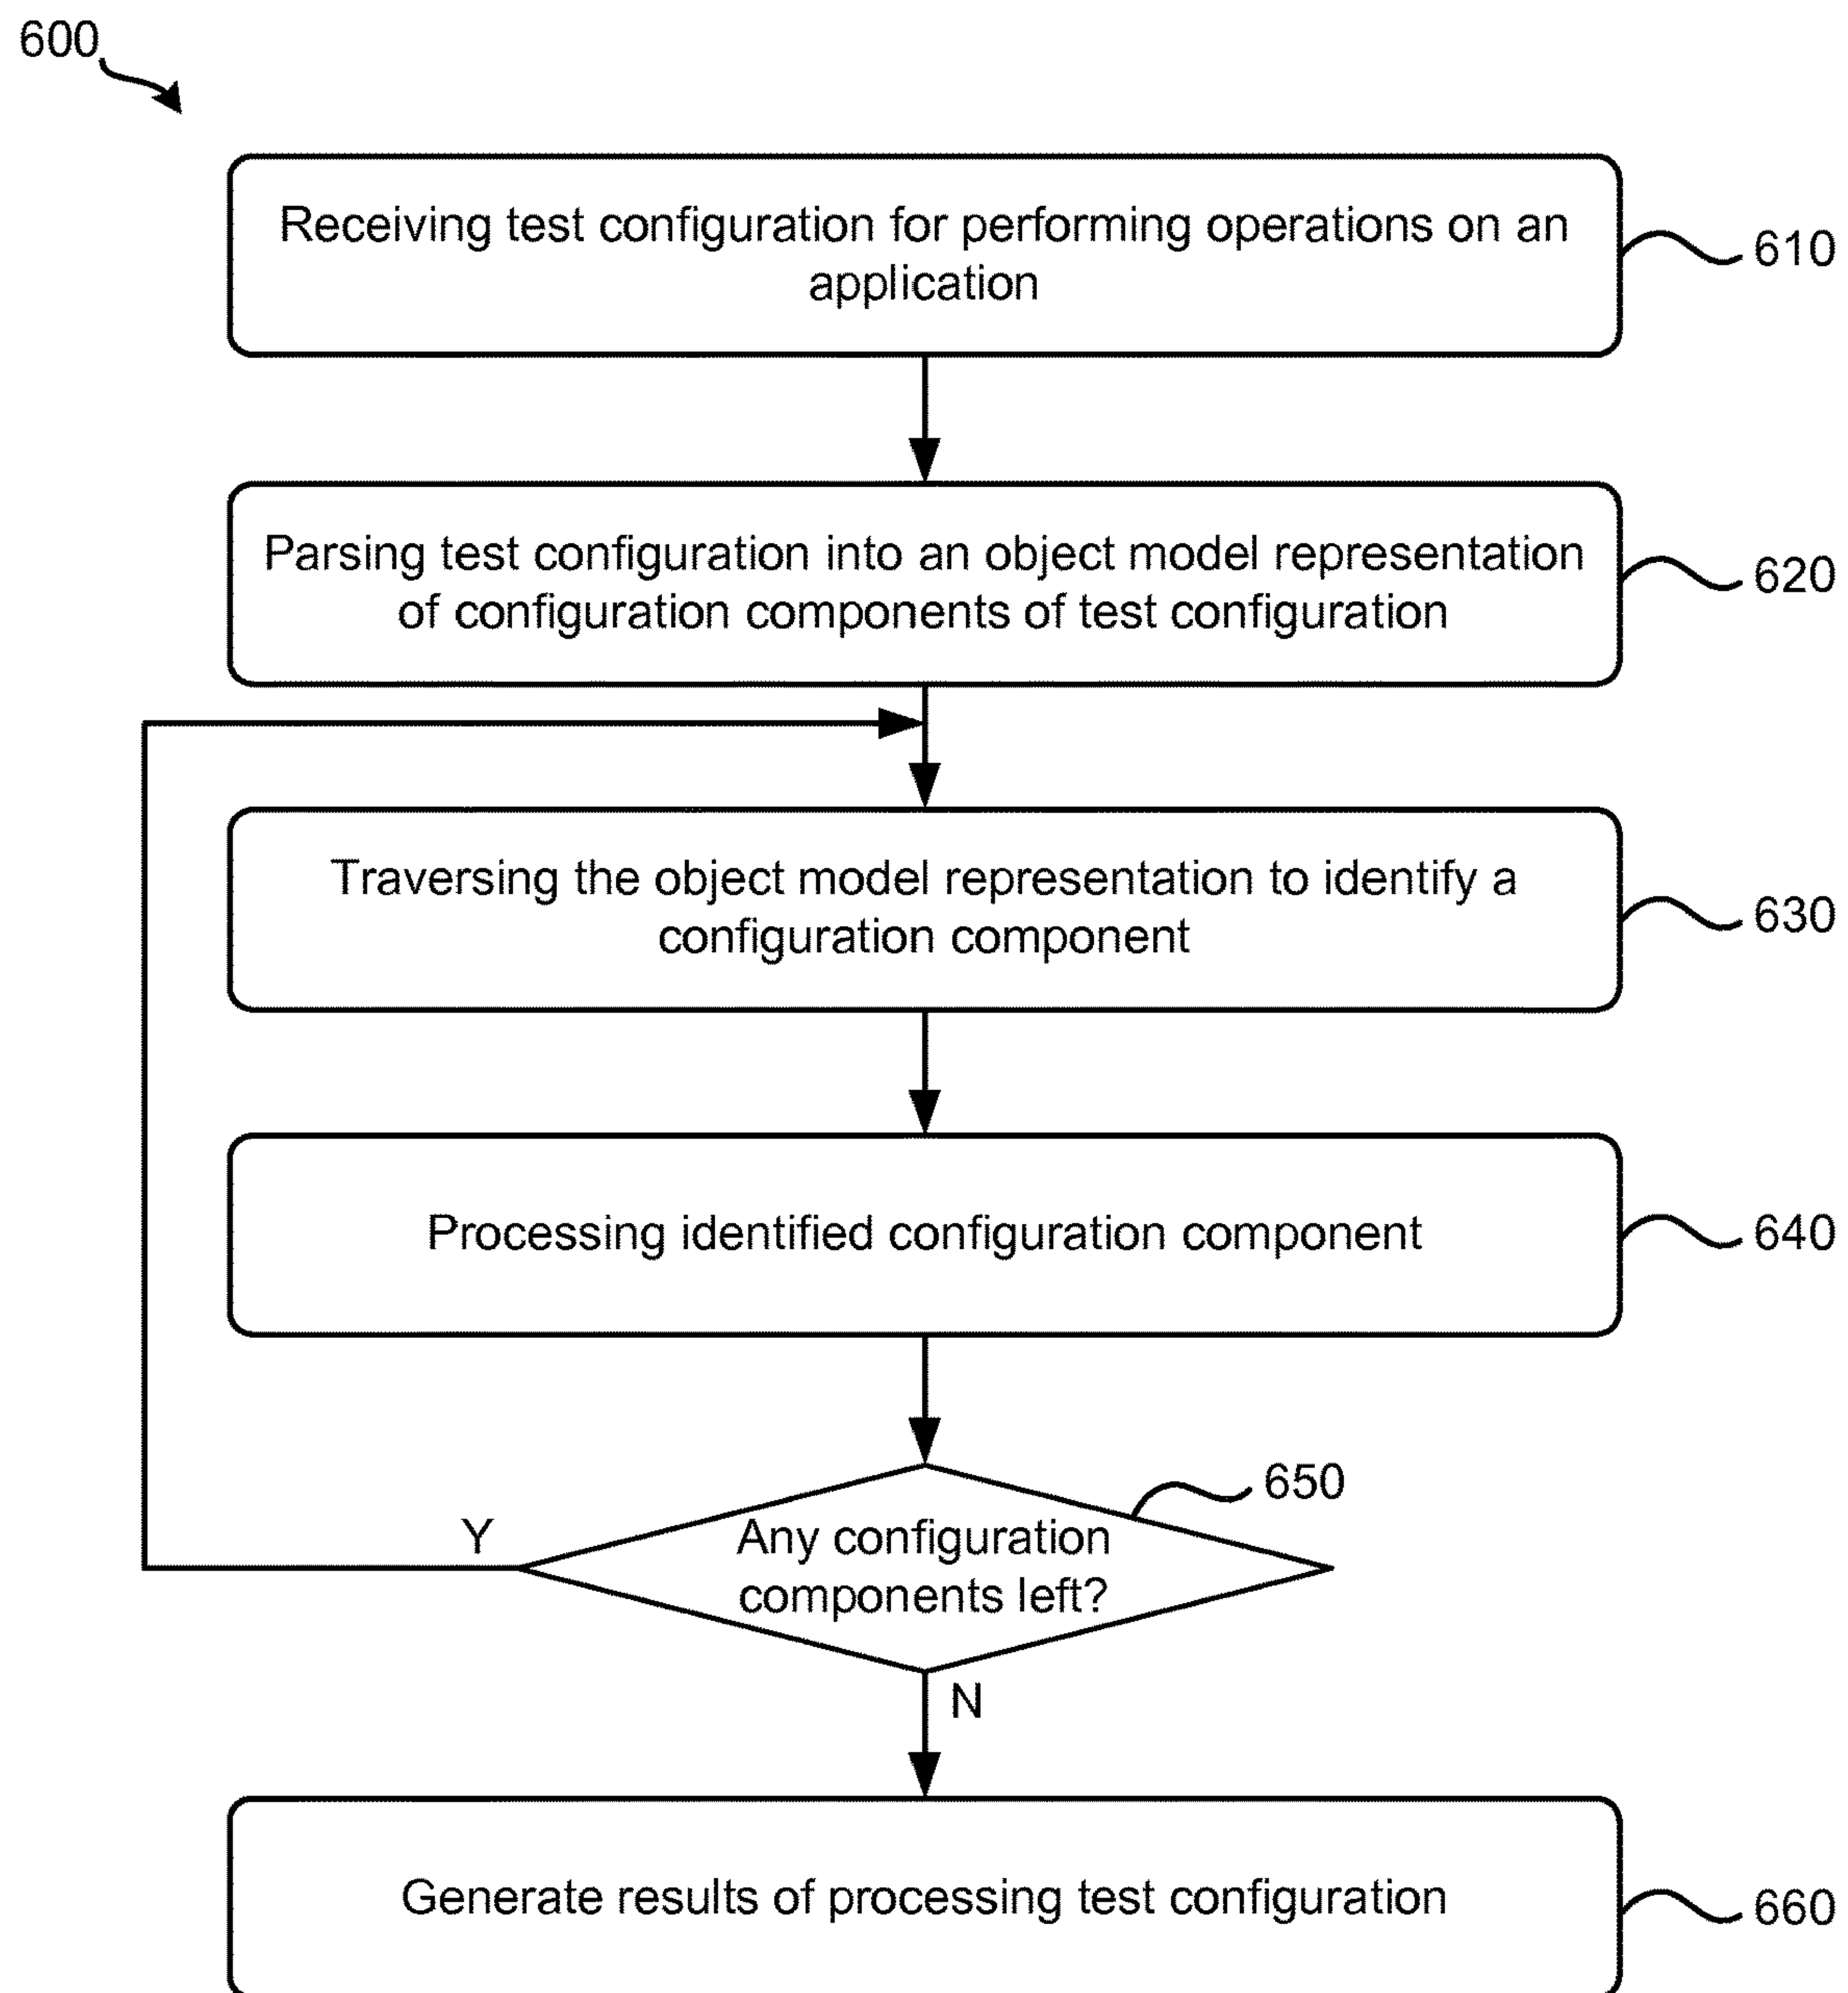 600
Receiving test configuration for performing operations on an
application
610
Parsing test configuration into an object model representation
of configuration components of test configuration
620
Traversing the object model representation to identify a
configuration component
630
Processing identified configuration component
640
650
Any configuration
components left?
Y
N
Generate results of processing test configuration
660